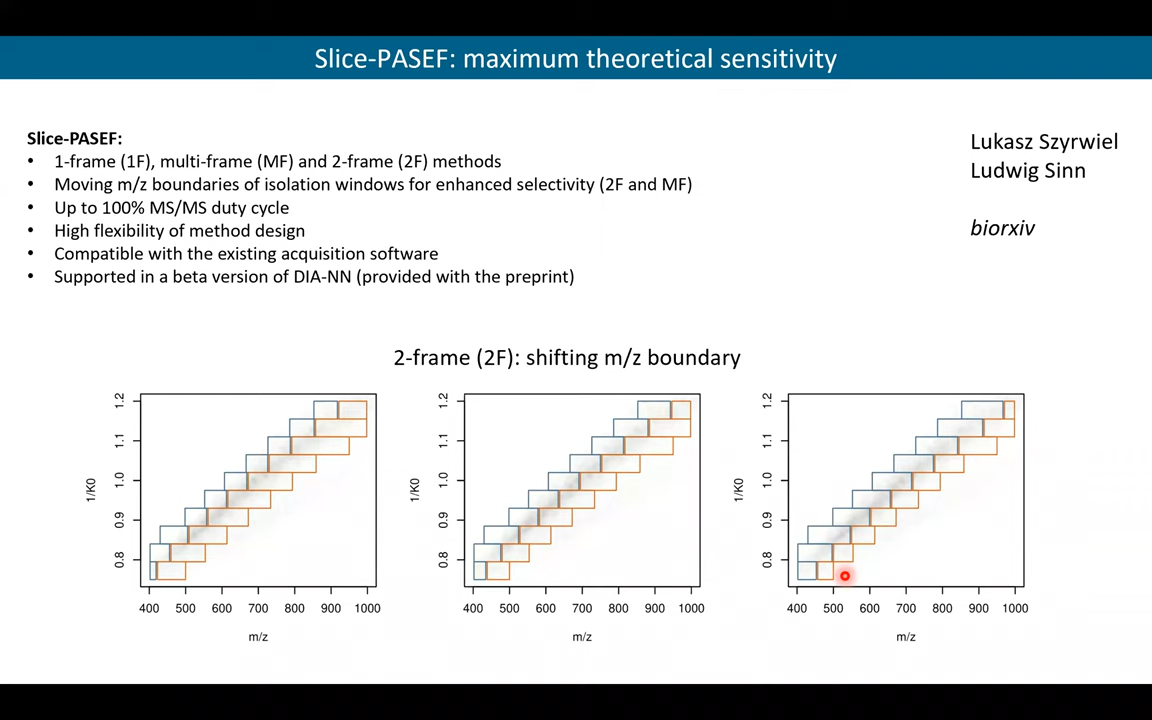 Slice-PASEF: maximum theoretical sensitivity
Slice-PASEF:
• 1-frame (1F), multi-frame (MF) and 2-frame (2F) methods
• Moving m/z boundaries of isolation windows for enhanced selectivity (2F and MF)
• Up to 100% MS/MS duty cycle
• High flexibility of method design
• Compatible with the existing acquisition software
• Supported in a beta version of DIA-NN (provided with the preprint)
Lukasz Szyrwiel
Ludwig Sinn
biorxiv
2-frame (2F): shifting m/z boundary
1.2
1.1
1.0
0.9
0.8
1/K0
400 500 600 700 800 900 1000
m/z
1.2
1.1
1.0
0.9
0.8
1/K0
400 500 600 700 800 900 1000
m/z
1.2
1.1
1.0
0.9
0.8
1/K0
400 500 600 700 800 900 1000
m/z